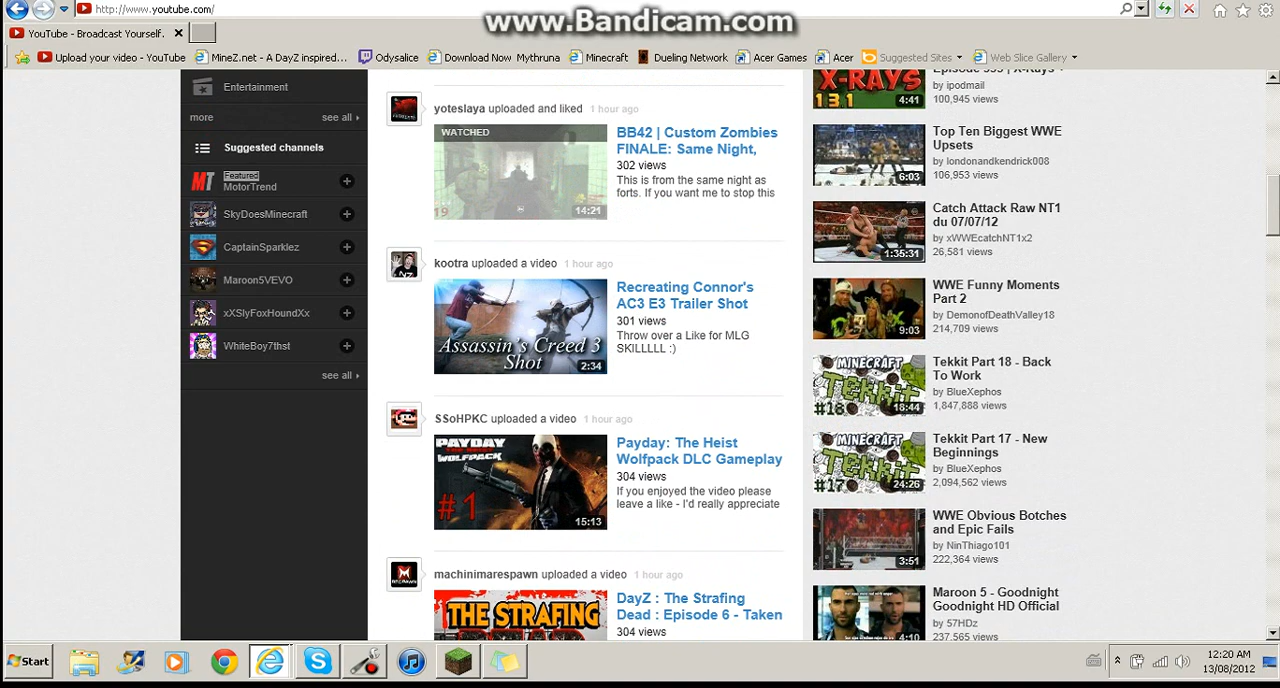 www.Bandicam.com
http://www.youtube.com/
YouTube - Broadcast Yourself.
Upload your video - YouTube
MineZ.net - A DayZ inspired...
Odysalice
Download Now Mythruna
Minecraft
Dueling Network
Acer Games
Acer
Suggested Sites
Web Slice Gallery
Entertainment
more
see all
Suggested channels
Featured
MotorTrend
SkyDoesMinecraft
CaptainSparklez
Maroon5VEVO
xXSlyFoxHoundXx
WhiteBoy7thst
see all
yoteslaya uploaded and liked 1 hour ago
WATCHED
19
14:21
BB42 | Custom Zombies
FINALE: Same Night,
302 views
This is from the same night as
forts. If you want me to stop this
kootra uploaded a video 1 hour ago
Assassin's Creed 3
Shot
2:34
Recreating Connor's
AC3 E3 Trailer Shot
301 views
Throw over a Like for MLG
SKILLLLL :)
SSoHPKC uploaded a video 1 hour ago
PAYDAY
THE HEIST
WOLFPACK
#1
15:13
Payday: The Heist
Wolfpack DLC Gameplay
304 views
If you enjoyed the video please
leave a like - I'd really appreciate
machinimarespawn uploaded a video 1 hour ago
THE STRAFING
DayZ : The Strafing
Dead : Episode 6 - Taken
304 views
X-RAYS
131
4:41
by ipodmail
100,945 views
6:03
Top Ten Biggest WWE
Upsets
by londonandkendrick008
106,953 views
1:35:31
Catch Attack Raw NT1
du 07/07/12
by xWWEcatchNT1x2
26,581 views
9:03
WWE Funny Moments
Part 2
by DemonofDeathValley18
214,709 views
MINECRAFT
Tekkit
#18
18:44
Tekkit Part 18 - Back
To Work
by BlueXephos
1,847,888 views
MINECRAFT
Tekkit
#17
24:26
Tekkit Part 17 - New
Beginnings
by BlueXephos
2,094,562 views
3:51
WWE Obvious Botches
and Epic Fails
by NinThiago101
222,364 views
4:10
Maroon 5 - Goodnight
Goodnight HD Official
by 57HDz
237,565 views
Start
12:20 AM
13/08/2012